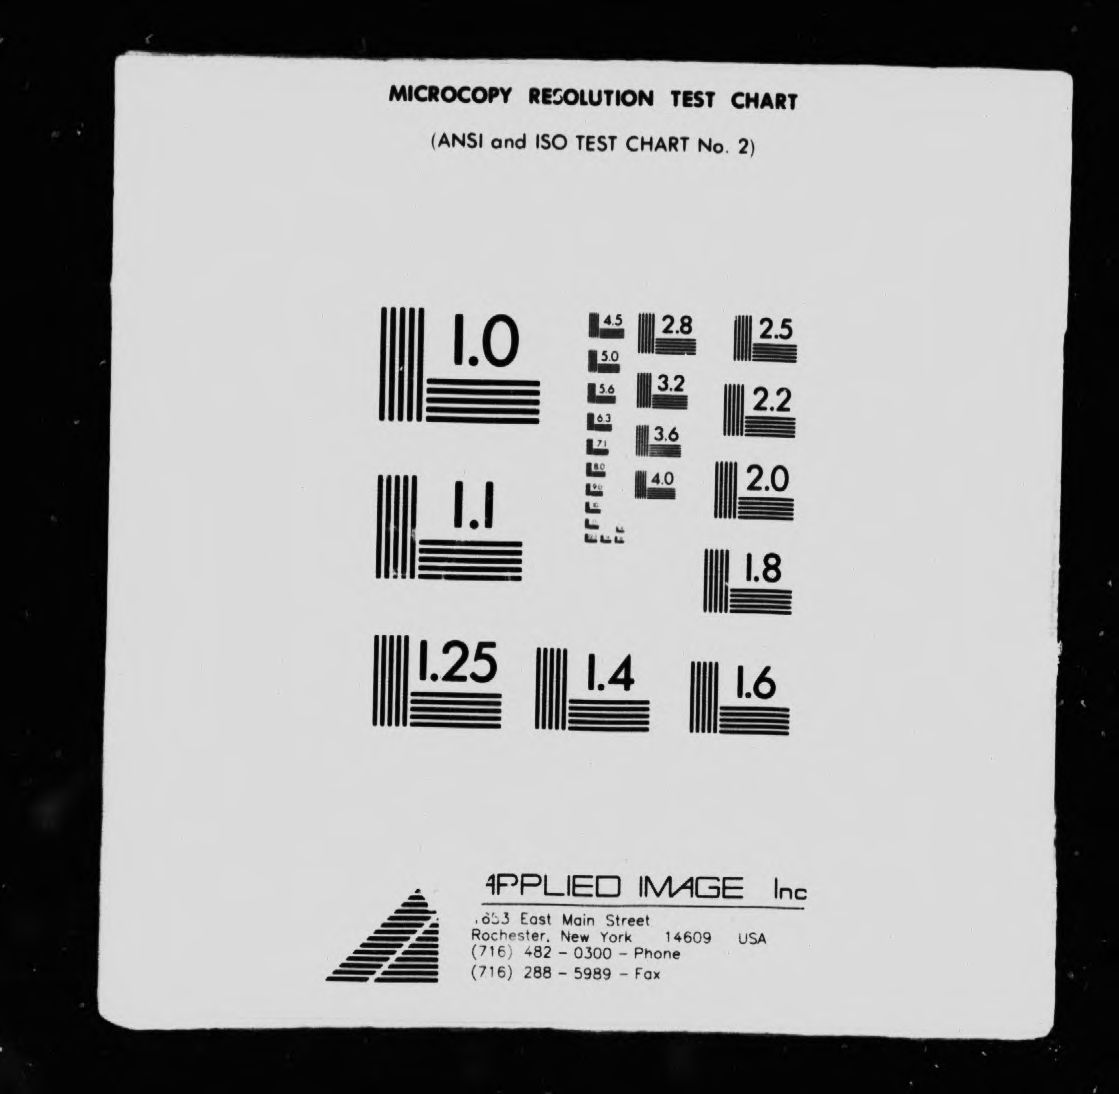 MICROCOPY RESOLUTION TEST CHART
(ANSI and ISO TEST CHART No. 2)
1.0
4.5
2.8
2.5
5.0
5.6
3.2
2.2
6.3
3.6
7.1
8.0
4.0
2.0
9.0
1.1
1.8
1.25
1.4
1.6
APPLIED IMAGE Inc
East Main Street
Rochester, New York 14609 USA
(716) 482 - 0300 - Phone
(716) 288 - 5989 - Fax